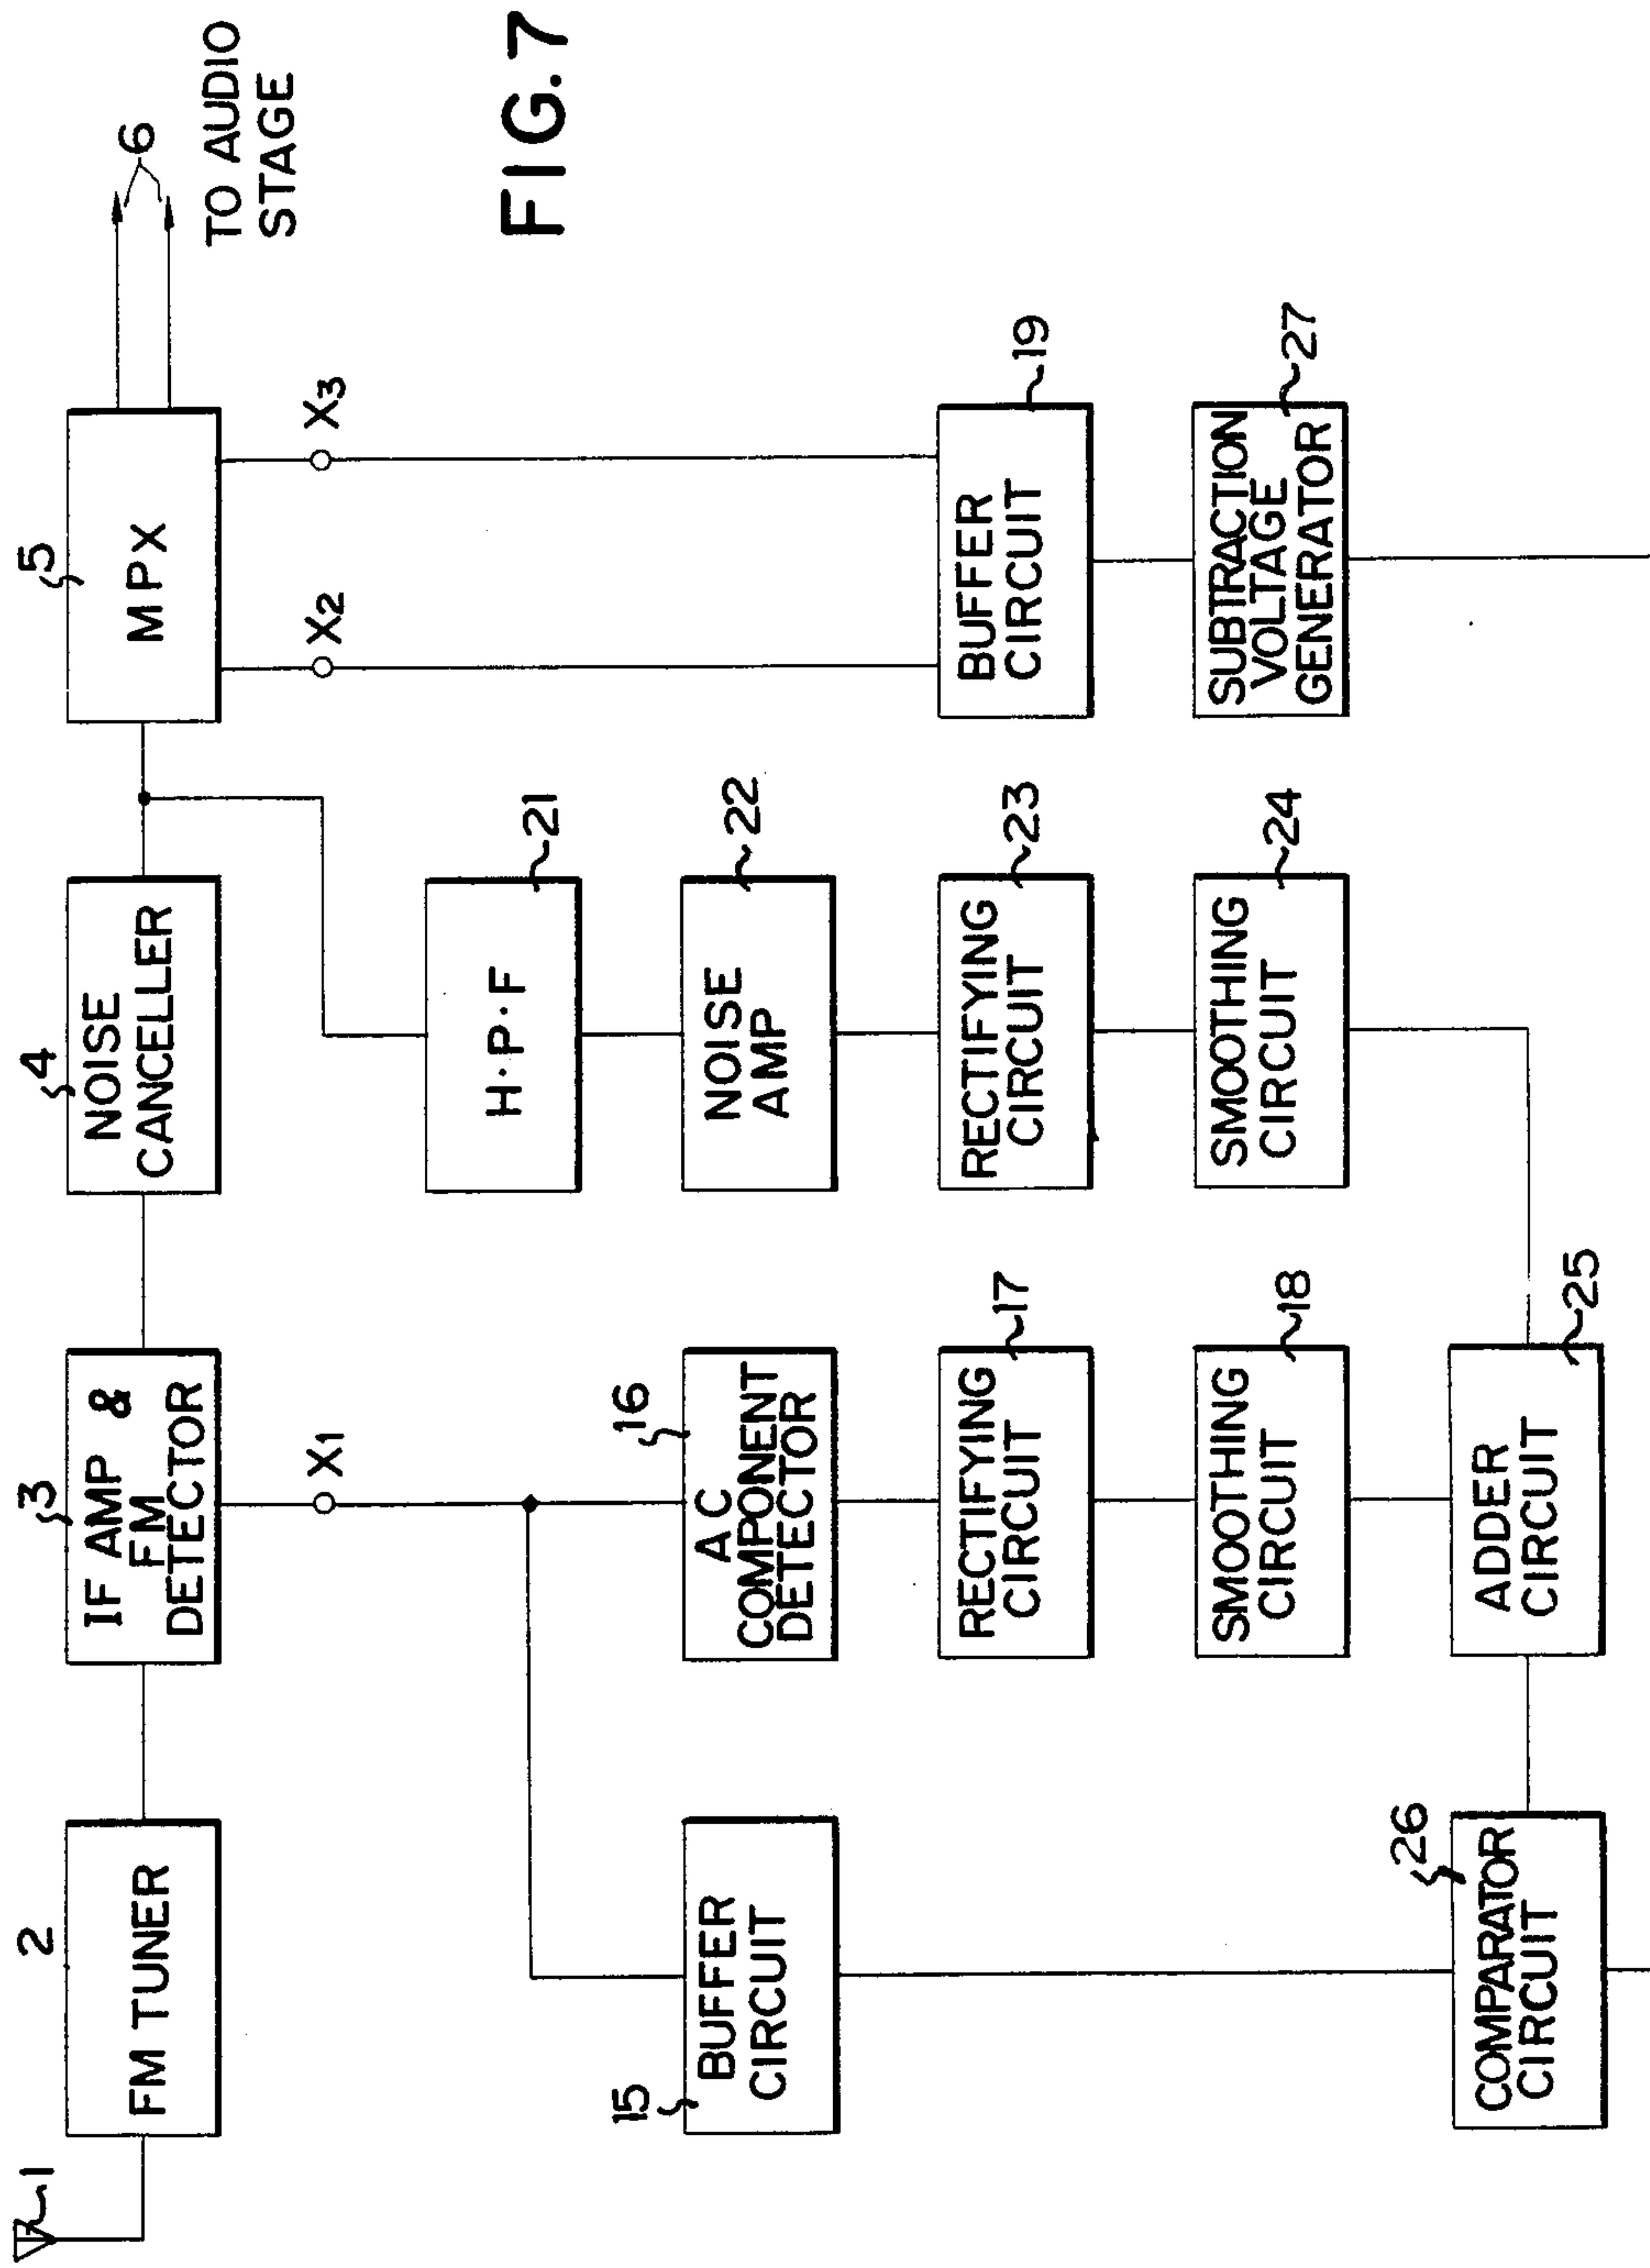 1
2
FM TUNER
3
IF AMP &
FM
DETECTOR
4
NOISE
CANCELLER
5
MPX
6
TO AUDIO
STAGE
X1
X2
X3
FIG.7
15
BUFFER
CIRCUIT
16
AC
COMPONENT
DETECTOR
H·P·F
21
NOISE
AMP
22
RECTIFYING
CIRCUIT
17
RECTIFYING
CIRCUIT
23
BUFFER
CIRCUIT
19
SMOOTHING
CIRCUIT
18
SMOOTHING
CIRCUIT
24
SUBTRACTION
VOLTAGE
GENERATOR
27
26
COMPARATOR
CIRCUIT
ADDER
CIRCUIT
25